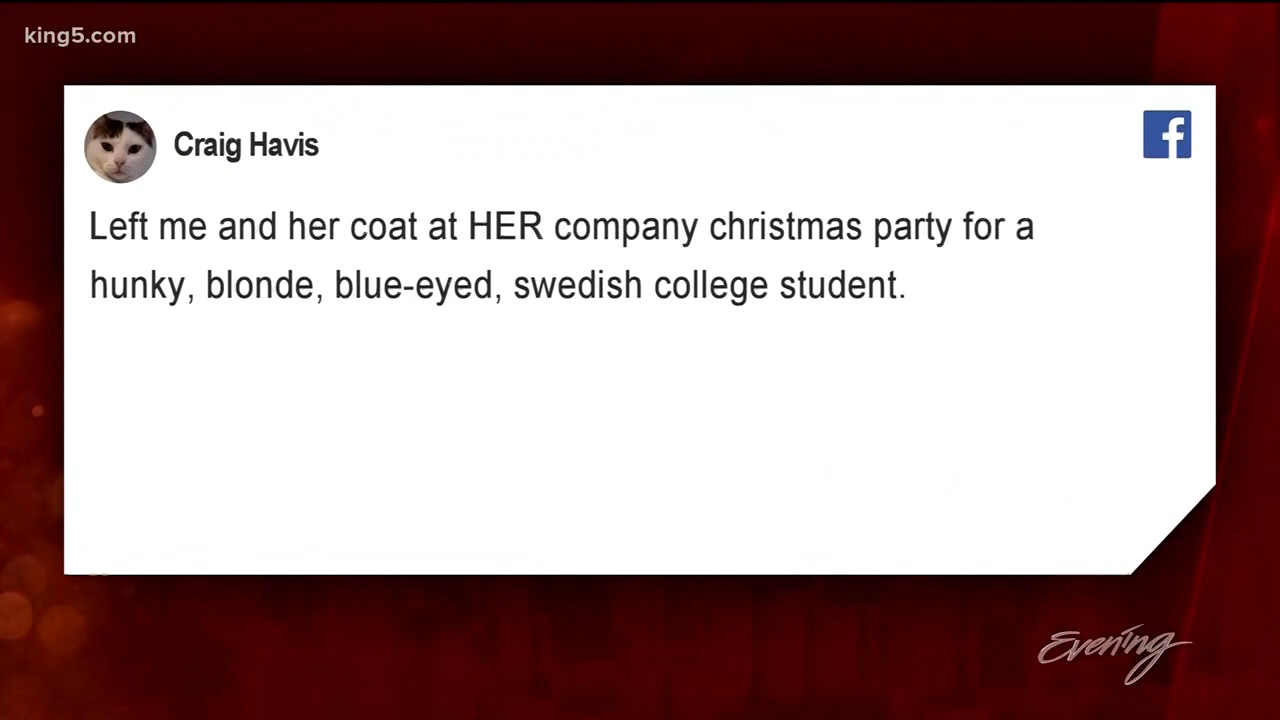 king5.com
Craig Havis
Left me and her coat at HER company christmas party for a
hunky, blonde, blue-eyed, swedish college student.
Evening